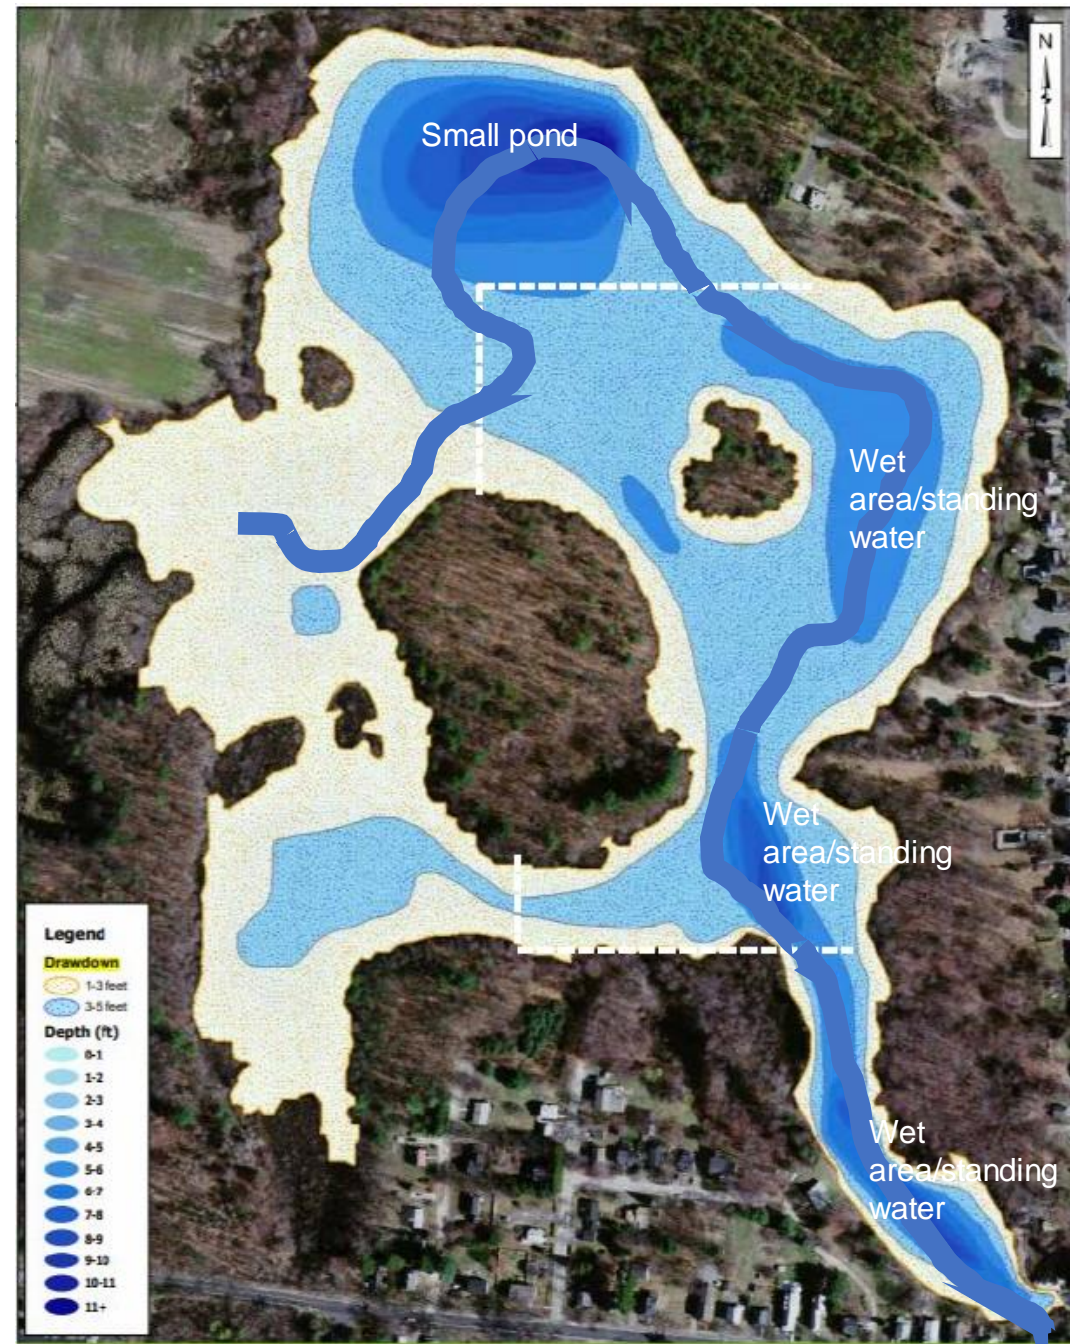 N
Small pond
Wet
area/standing
water
Wet
area/standing
water
Wet
area/standing
water
Legend
Drawdown
1-3 feet
3-5 feet
Depth (ft)
0-1
1-2
2-3
3-4
4-5
5-6
6-7
7-8
8-9
9-10
10-11
11+